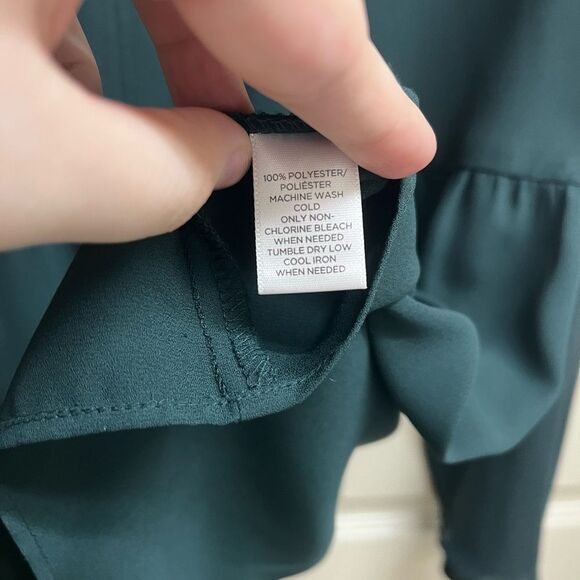 100% POLYESTER/
POLIÉSTER
MACHINE WASH
COLD
ONLY NON-
CHLORINE BLEACH
WHEN NEEDED
TUMBLE DRY LOW
COOL IRON
WHEN NEEDED